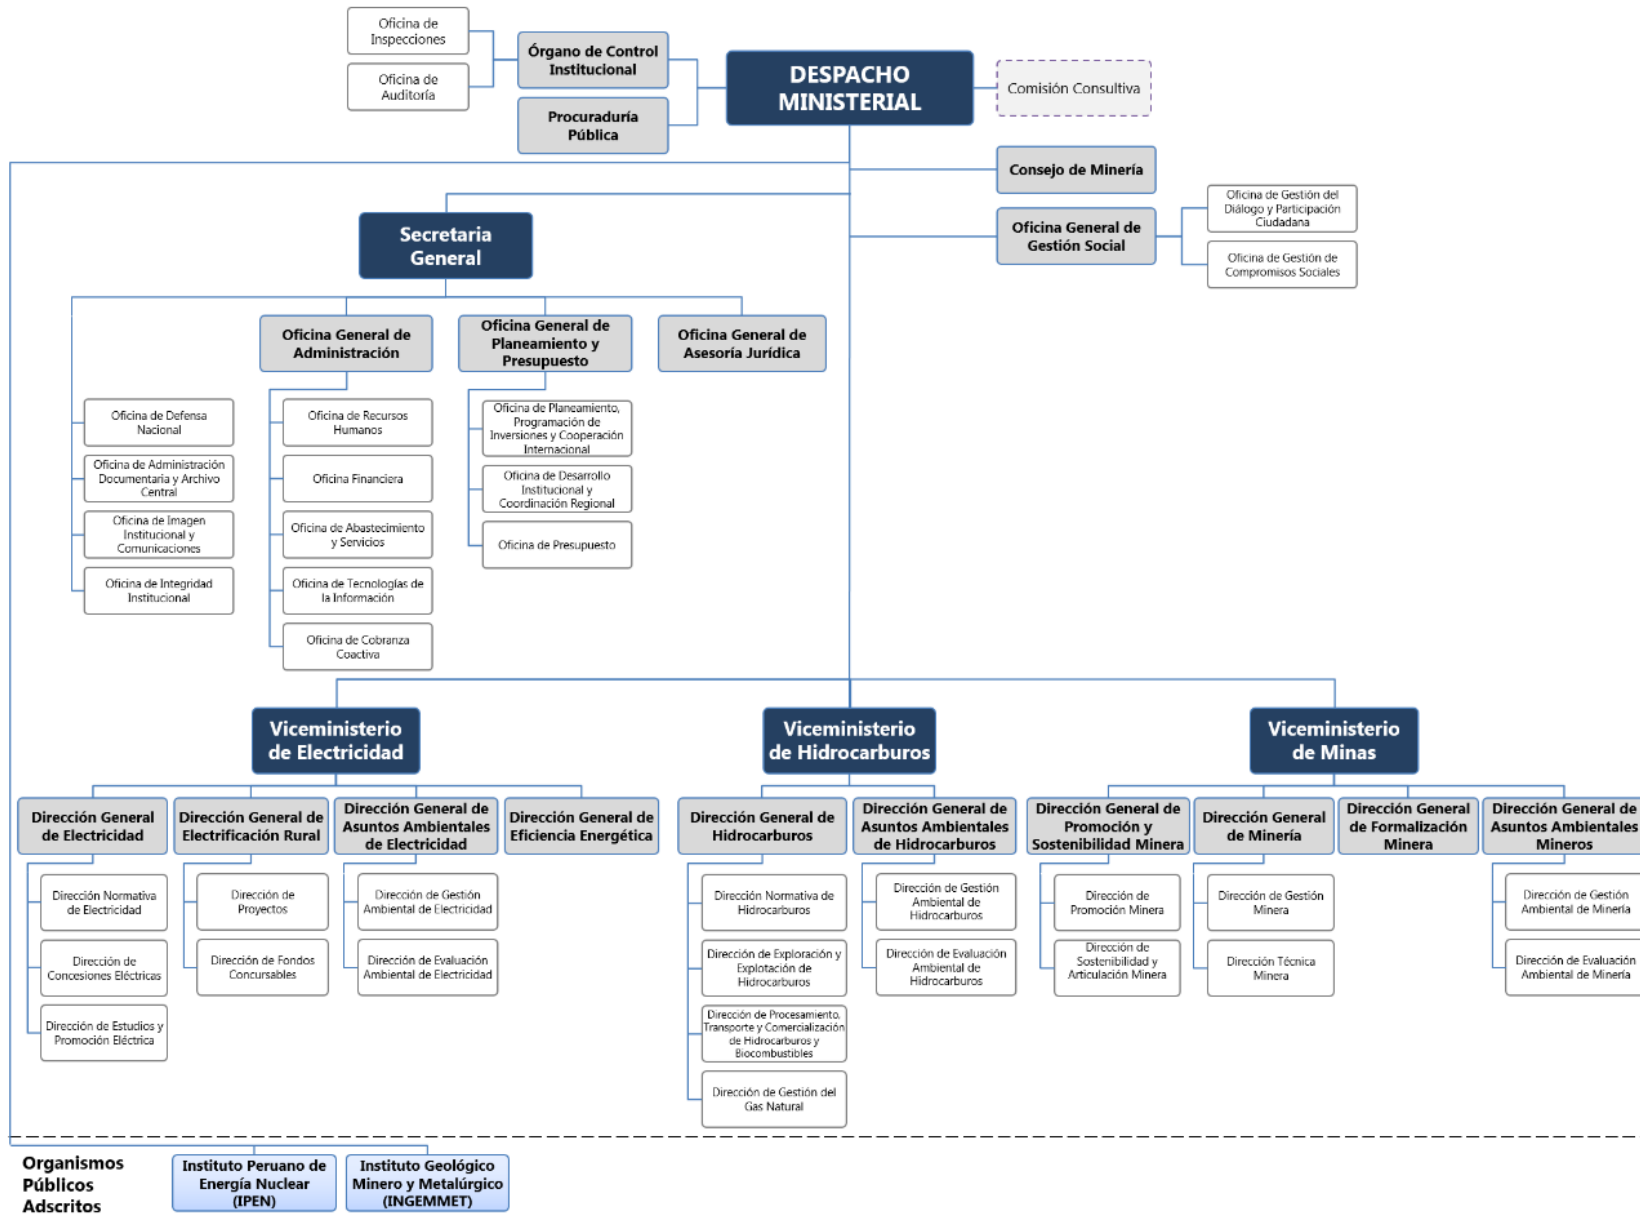 Oficina de
Inspecciones
Oficina de
Auditoría
Órgano de Control
Institucional
Procuraduría
Pública
DESPACHO
MINISTERIAL
Comisión Consultiva
Consejo de Minería
Oficina General de
Gestión Social
Oficina de Gestión del
Diálogo y Participación
Ciudadana
Oficina de Gestión de
Compromisos Sociales
Secretaria
General
Oficina General de
Administración
Oficina General de
Planeamiento y
Presupuesto
Oficina General de
Asesoría Jurídica
Oficina de Defensa
Nacional
Oficina de Administración
Documentaria y Archivo
Central
Oficina de Imagen
Institucional y
Comunicaciones
Oficina de Integridad
Institucional
Oficina de Recursos
Humanos
Oficina Financiera
Oficina de Abastecimiento
y Servicios
Oficina de Tecnologías de
la Información
Oficina de Cobranza
Coactiva
Oficina de Planeamiento,
Programación de
Inversiones y Cooperación
Internacional
Oficina de Desarrollo
Institucional y
Coordinación Regional
Oficina de Presupuesto
Viceministerio
de Electricidad
Viceministerio
de Hidrocarburos
Viceministerio
de Minas
Dirección General
de Electricidad
Dirección General de
Electrificación Rural
Dirección General de
Asuntos Ambientales
de Electricidad
Dirección General de
Eficiencia Energética
Dirección General de
Hidrocarburos
Dirección General de
Asuntos Ambientales
de Hidrocarburos
Dirección General de
Promoción y
Sostenibilidad Minera
Dirección General
de Minería
Dirección General
de Formalización
Minera
Dirección General de
Asuntos Ambientales
Mineros
Dirección Normativa
de Electricidad
Dirección de
Concesiones Eléctricas
Dirección de Estudios y
Promoción Eléctrica
Dirección de
Proyectos
Dirección de Fondos
Concursables
Dirección de Gestión
Ambiental de Electricidad
Dirección de Evaluación
Ambiental de Electricidad
Dirección Normativa de
Hidrocarburos
Dirección de Exploración y
Explotación de
Hidrocarburos
Dirección de Procesamiento,
Transporte y Comercialización
de Hidrocarburos y
Biocombustibles
Dirección de Gestión del
Gas Natural
Dirección de Gestión
Ambiental de
Hidrocarburos
Dirección de Evaluación
Ambiental de
Hidrocarburos
Dirección de
Promoción Minera
Dirección de
Sostenibilidad y
Articulación Minera
Dirección de Gestión
Minera
Dirección Técnica
Minera
Dirección de Gestión
Ambiental de Minería
Dirección de Evaluación
Ambiental de Minería
Organismos
Públicos
Adscritos
Instituto Peruano de
Energía Nuclear
(IPEN)
Instituto Geológico
Minero y Metalúrgico
(INGEMMET)